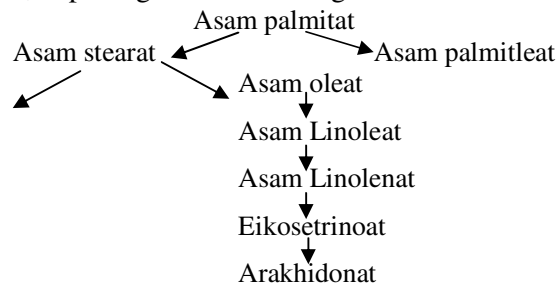 Asam palmitat
Asam stearat
Asam palmitleat
Asam oleat
Asam Linoleat
Asam Linolenat
Eikosetrinoat
Arakhidonat